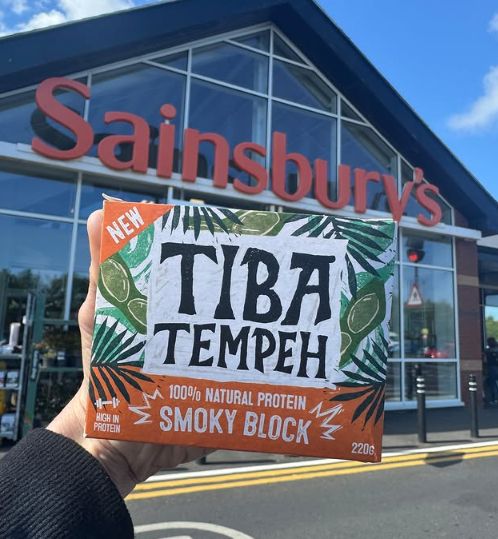 Sainsbury's
NEW
TIBA
TEMPEH
100% NATURAL PROTEIN
SMOKY BLOCK
HIGH IN
PROTEIN
220G